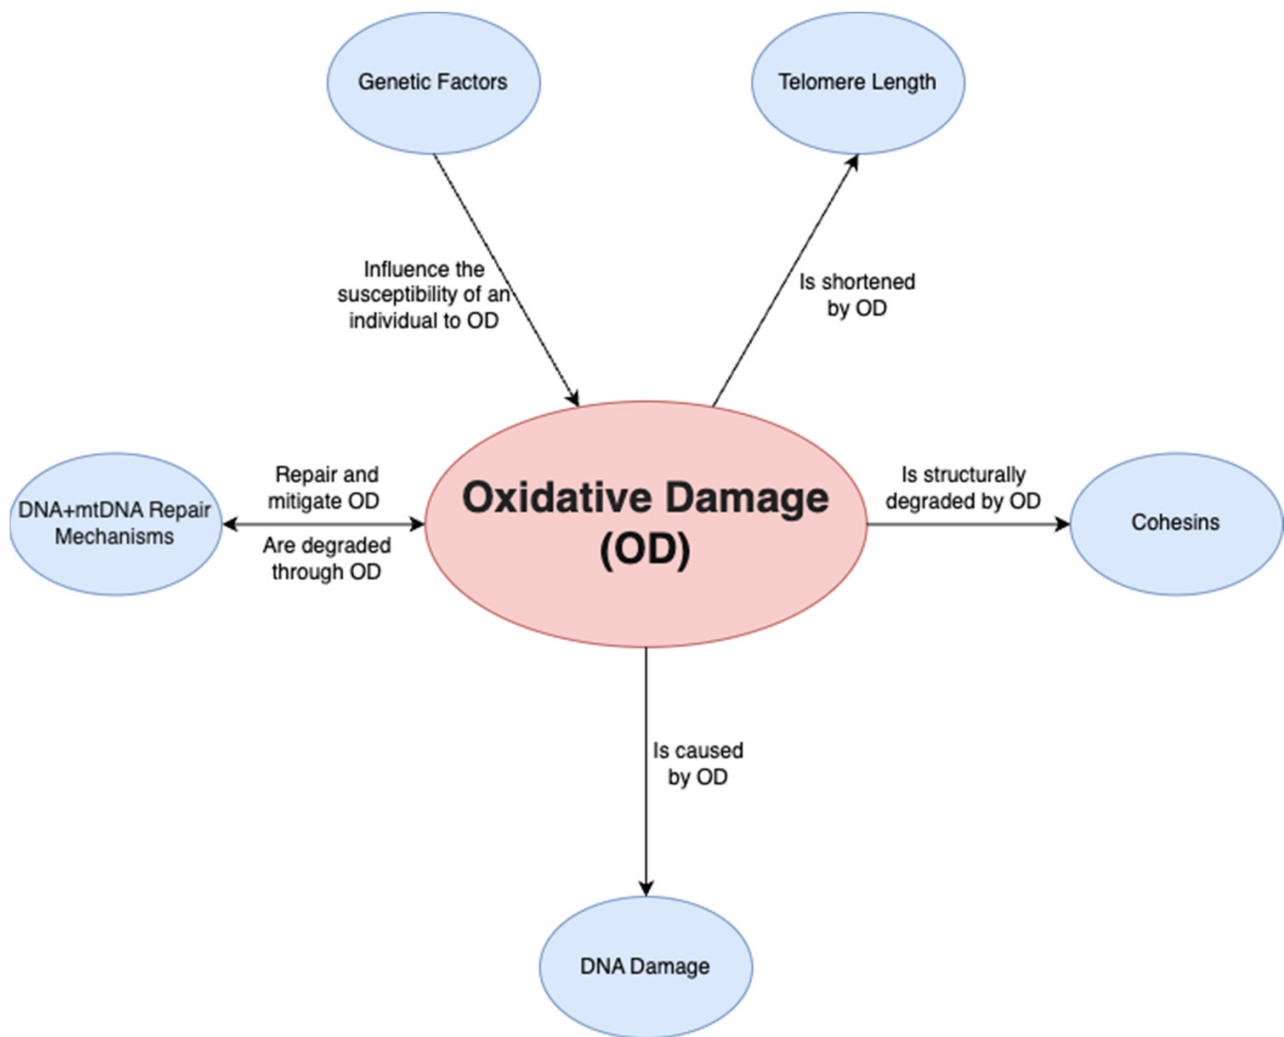 Genetic Factors
Telomere Length
Influence the
susceptibility of an
individual to OD
Is shortened
by OD
DNA+mtDNA Repair
Mechanisms
Repair and
mitigate OD
Are degraded
through OD
Oxidative Damage
(OD)
Is structurally
degraded by OD
Cohesins
Is caused
by OD
DNA Damage